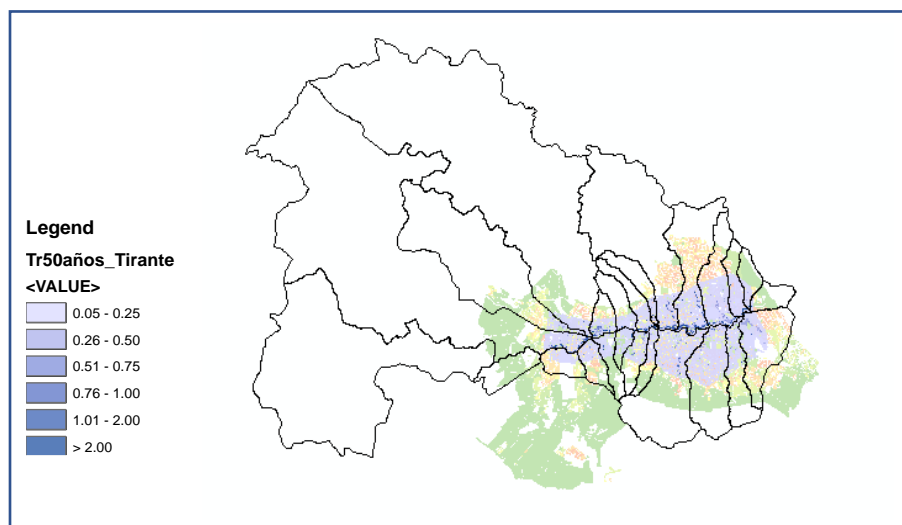 Legend
Tr50años_Tirante
<VALUE>
0.05 - 0.25
0.26 - 0.50
0.51 - 0.75
0.76 - 1.00
1.01 - 2.00
> 2.00